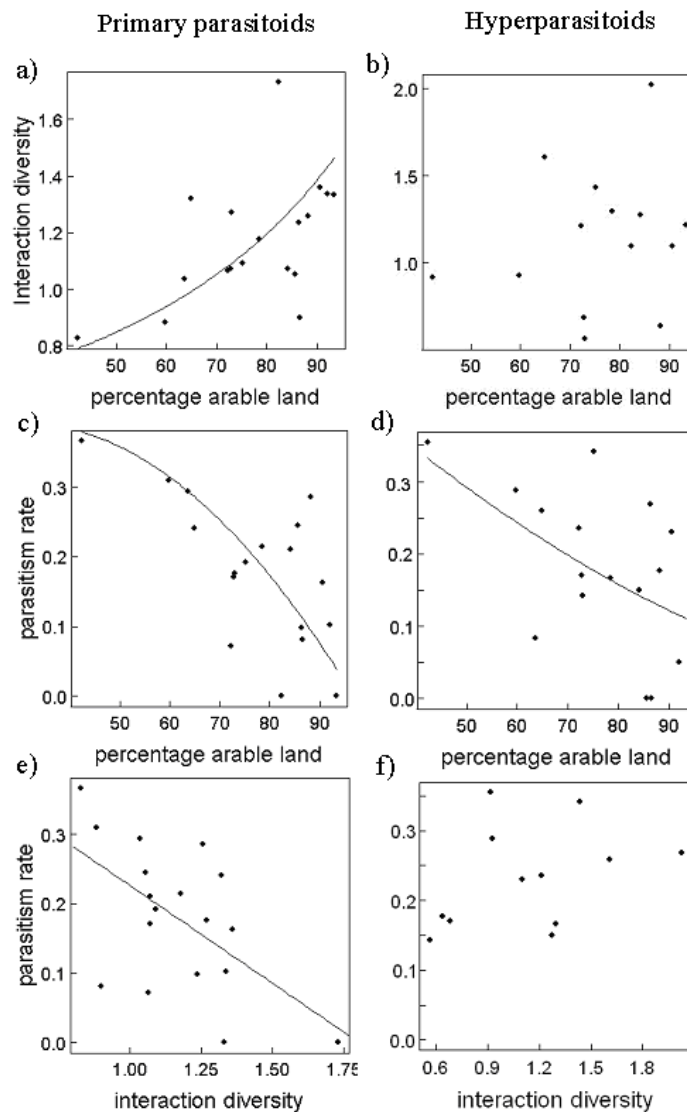 Primary parasitoids Hyperparasitoids
a) b)
Interaction diversity
1.6
1.4
1.2
1.0
0.8
50 60 70 80 90
percentage arable land
2.0
1.5
1.0
50 60 70 80 90
percentage arable land
c) d)
parasitism rate
0.3
0.2
0.1
0.0
50 60 70 80 90
percentage arable land
0.3
0.2
0.1
0.0
50 60 70 80 90
percentage arable land
e) f)
parasitism rate
0.3
0.2
0.1
0.0
1.00 1.25 1.50 1.75
interaction diversity
0.3
0.2
0.1
0.0
0.6 0.9 1.2 1.5 1.8
interaction diversity